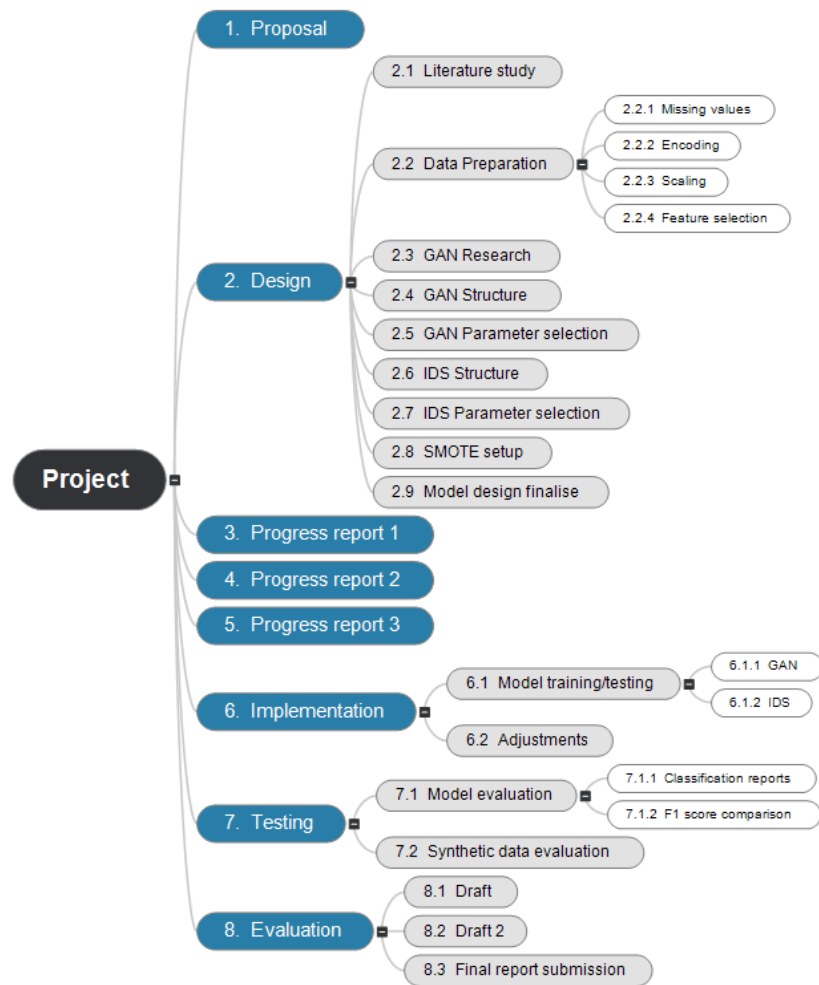 Project
1. Proposal
2. Design
2.1 Literature study
2.2 Data Preparation
2.2.1 Missing values
2.2.2 Encoding
2.2.3 Scaling
2.2.4 Feature selection
2.3 GAN Research
2.4 GAN Structure
2.5 GAN Parameter selection
2.6 IDS Structure
2.7 IDS Parameter selection
2.8 SMOTE setup
2.9 Model design finalise
3. Progress report 1
4. Progress report 2
5. Progress report 3
6. Implementation
6.1 Model training/testing
6.1.1 GAN
6.1.2 IDS
6.2 Adjustments
7. Testing
7.1 Model evaluation
7.1.1 Classification reports
7.1.2 F1 score comparison
7.2 Synthetic data evaluation
8. Evaluation
8.1 Draft
8.2 Draft 2
8.3 Final report submission